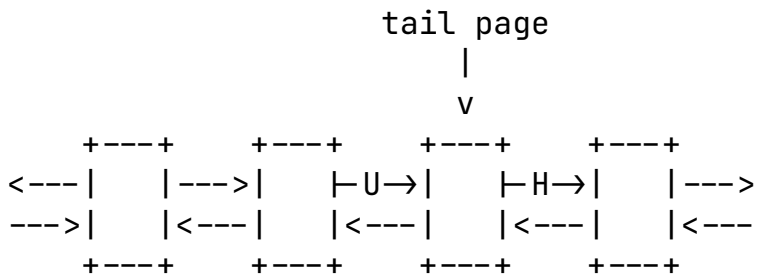 tail page
                          |
                          v
    +---+     +---+     +---+     +---+
<---|   |--->|   |-U->|   |-H->|   |--->
--->|   |<---|   |<---|   |<---|   |<---
    +---+     +---+     +---+     +---+